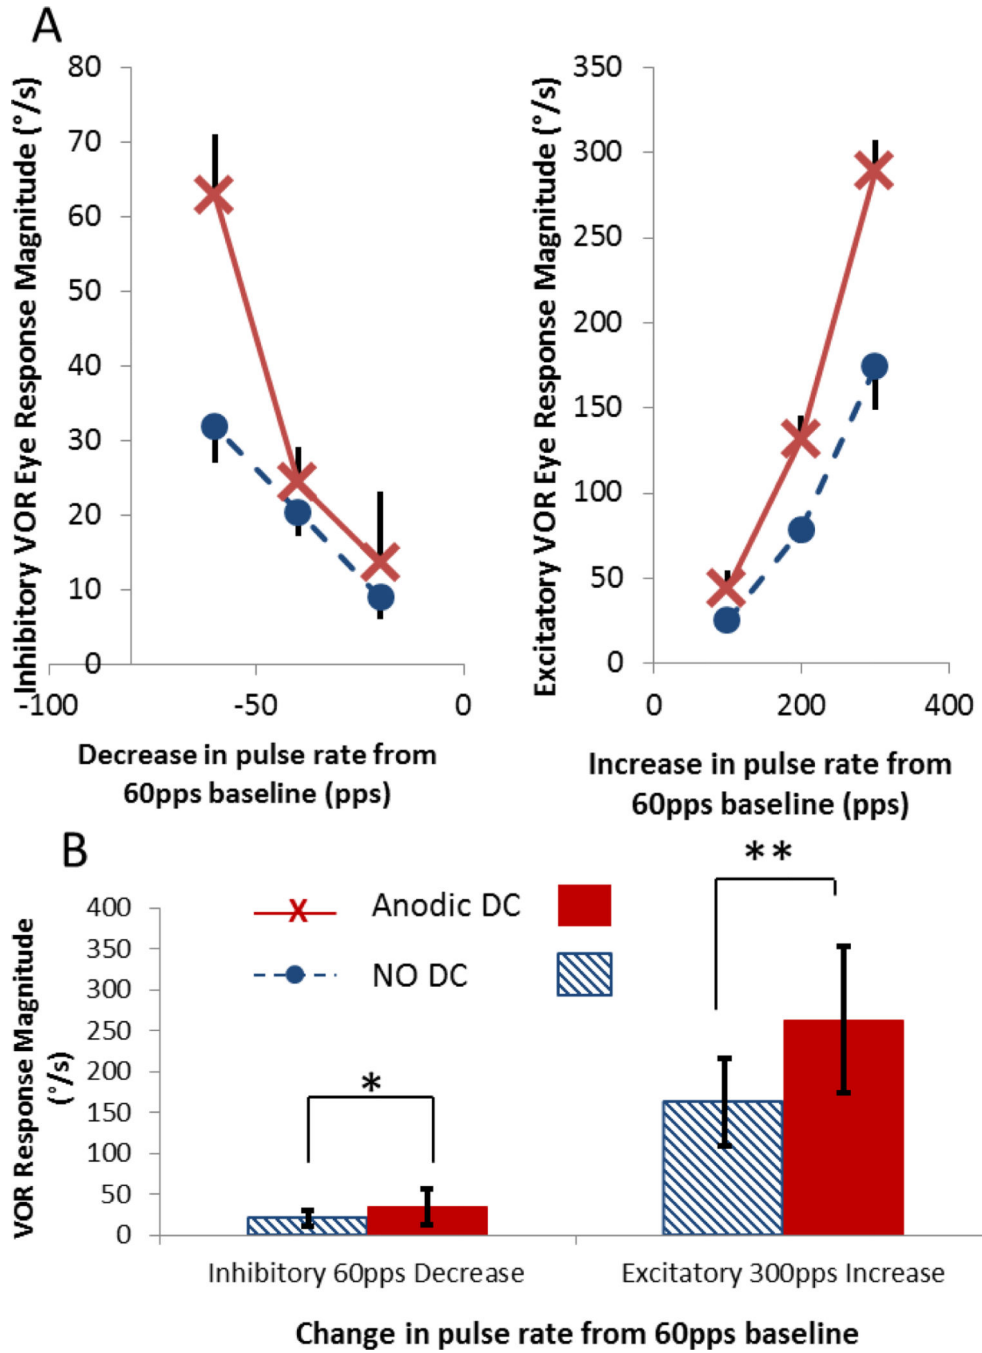 A
Inhibitory VOR Eye Response Magnitude (°/s)
80
70
60
50
40
30
20
10
0
-100
-50
0
Decrease in pulse rate from
60pps baseline (pps)
Excitatory VOR Eye Response Magnitude (°/s)
350
300
250
200
150
100
50
0
0
200
400
Increase in pulse rate from
60pps baseline (pps)
B
VOR Response Magnitude
(°/s)
400
350
300
250
200
150
100
50
0
Anodic DC
NO DC
*
**
Inhibitory 60pps Decrease
Excitatory 300pps Increase
Change in pulse rate from 60pps baseline